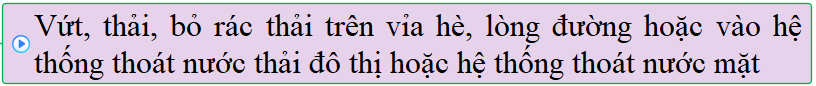 Vứt, thải, bỏ rác thải trên vỉa hè, lòng đường hoặc vào hệ
thống thoát nước thải đô thị hoặc hệ thống thoát nước mặt